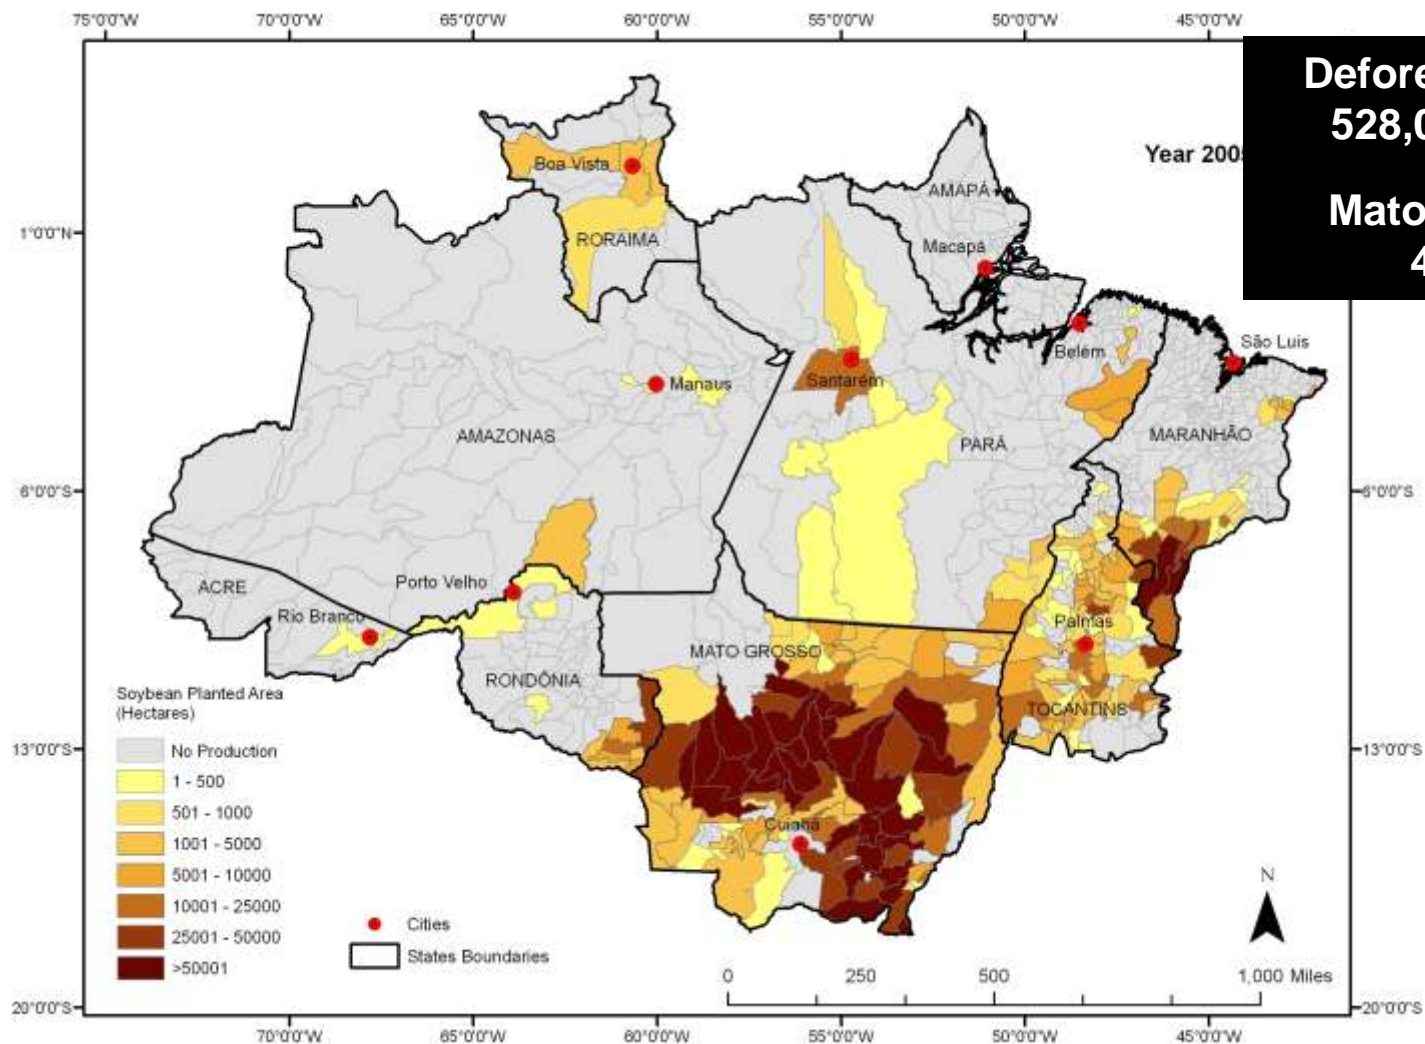 75°0'0"W 70°0'0"W 65°0'0"W 60°0'0"W 55°0'0"W 50°0'0"W 45°0'0"W
Defore
528,0
Year 200
Mato
4
Boa Vista
AMAPÁ
1°0'0"N
RORAIMA
Macapá
São Luis
Belém
Manaus
Santarém
AMAZONAS
PARÁ
MARANHÃO
6°0'0"S
6°0'0"S
ACRE
Porto Velho
Rio Branco
Palmas
MATO GROSSO
RONDÔNIA
TOCANTINS
Soybean Planted Area
(Hectares)
No Production
1 - 500
501 - 1000
1001 - 5000
5001 - 10000
10001 - 25000
25001 - 50000
>50001
13°0'0"S
13°0'0"S
Cuiabá
N
Cities
States Boundaries
0 250 500 1,000 Miles
20°0'0"S
20°0'0"S
70°0'0"W 65°0'0"W 60°0'0"W 55°0'0"W 50°0'0"W 45°0'0"W